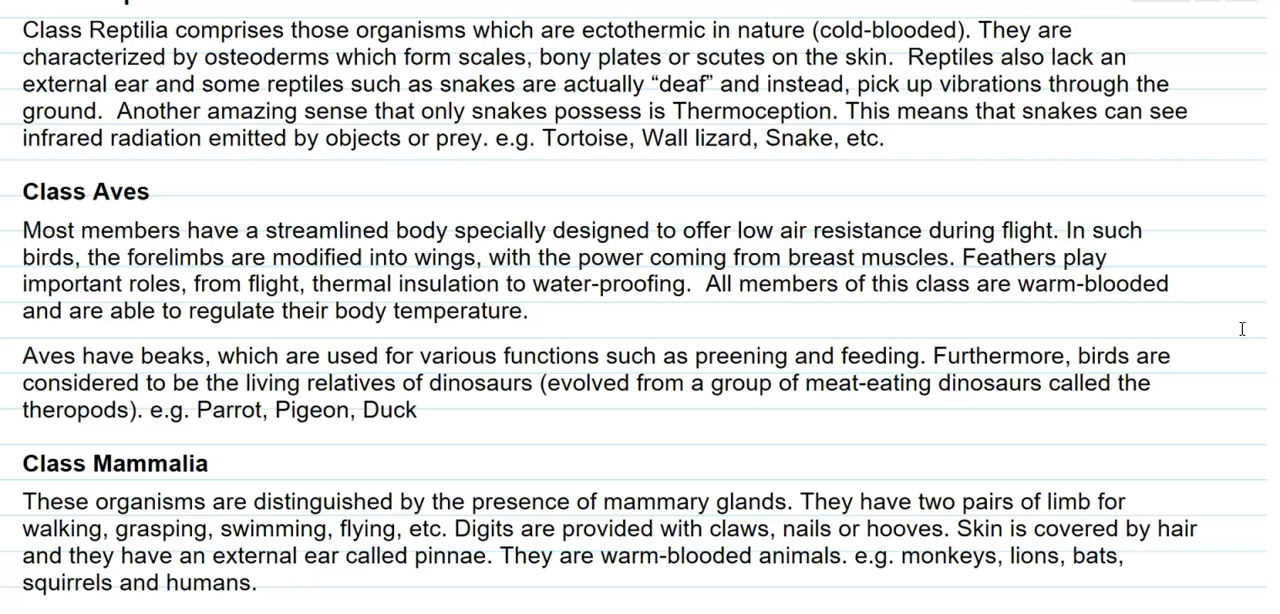 Class Reptilia comprises those organisms which are ectothermic in nature (cold-blooded). They are
characterized by osteoderms which form scales, bony plates or scutes on the skin.  Reptiles also lack an
external ear and some reptiles such as snakes are actually “deaf” and instead, pick up vibrations through the
ground.  Another amazing sense that only snakes possess is Thermoception. This means that snakes can see
infrared radiation emitted by objects or prey. e.g. Tortoise, Wall lizard, Snake, etc.
Class Aves
Most members have a streamlined body specially designed to offer low air resistance during flight. In such
birds, the forelimbs are modified into wings, with the power coming from breast muscles. Feathers play
important roles, from flight, thermal insulation to water-proofing.  All members of this class are warm-blooded
and are able to regulate their body temperature.
Aves have beaks, which are used for various functions such as preening and feeding. Furthermore, birds are
considered to be the living relatives of dinosaurs (evolved from a group of meat-eating dinosaurs called the
theropods). e.g. Parrot, Pigeon, Duck
Class Mammalia
These organisms are distinguished by the presence of mammary glands. They have two pairs of limb for
walking, grasping, swimming, flying, etc. Digits are provided with claws, nails or hooves. Skin is covered by hair
and they have an external ear called pinnae. They are warm-blooded animals. e.g. monkeys, lions, bats,
squirrels and humans.